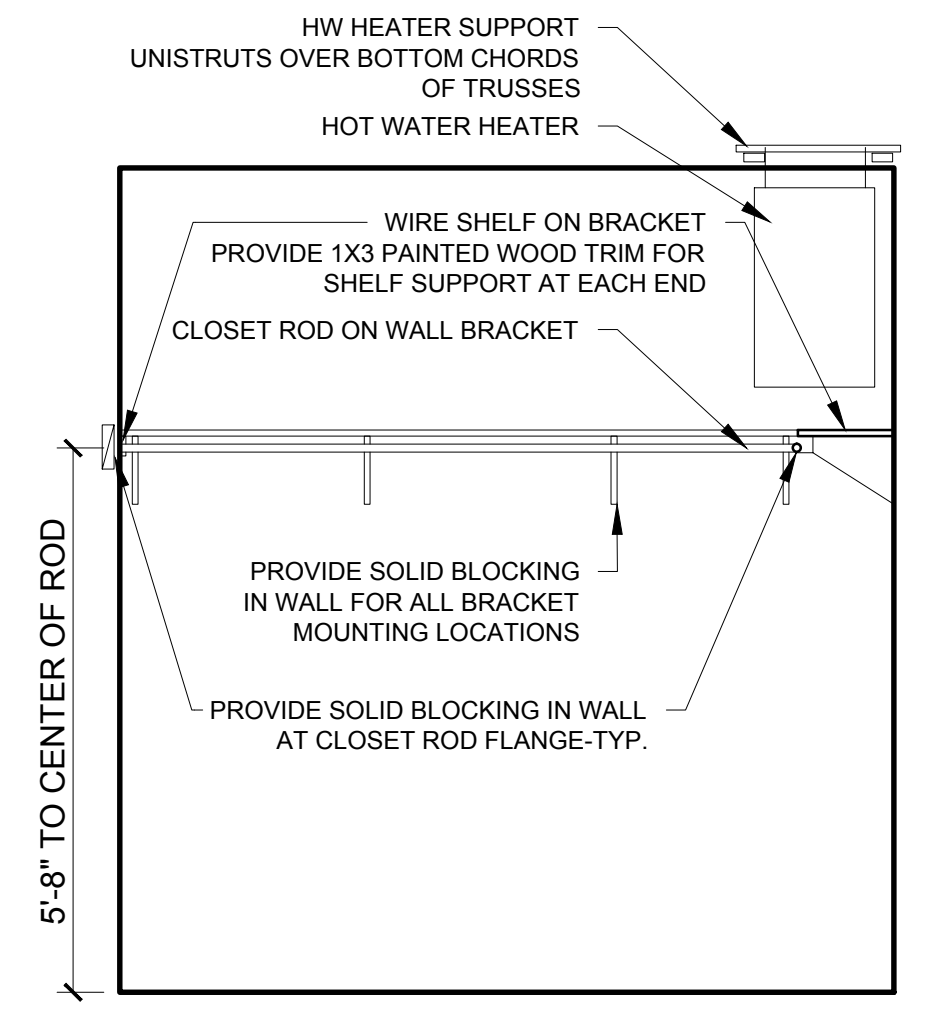 HW HEATER SUPPORT
UNISTRUTS OVER BOTTOM CHORDS
OF TRUSSES
HOT WATER HEATER
WIRE SHELF ON BRACKET
PROVIDE 1X3 PAINTED WOOD TRIM FOR
SHELF SUPPORT AT EACH END
CLOSET ROD ON WALL BRACKET
PROVIDE SOLID BLOCKING
IN WALL FOR ALL BRACKET
MOUNTING LOCATIONS
PROVIDE SOLID BLOCKING IN WALL
AT CLOSET ROD FLANGE-TYP.
5'-8" TO CENTER OF ROD